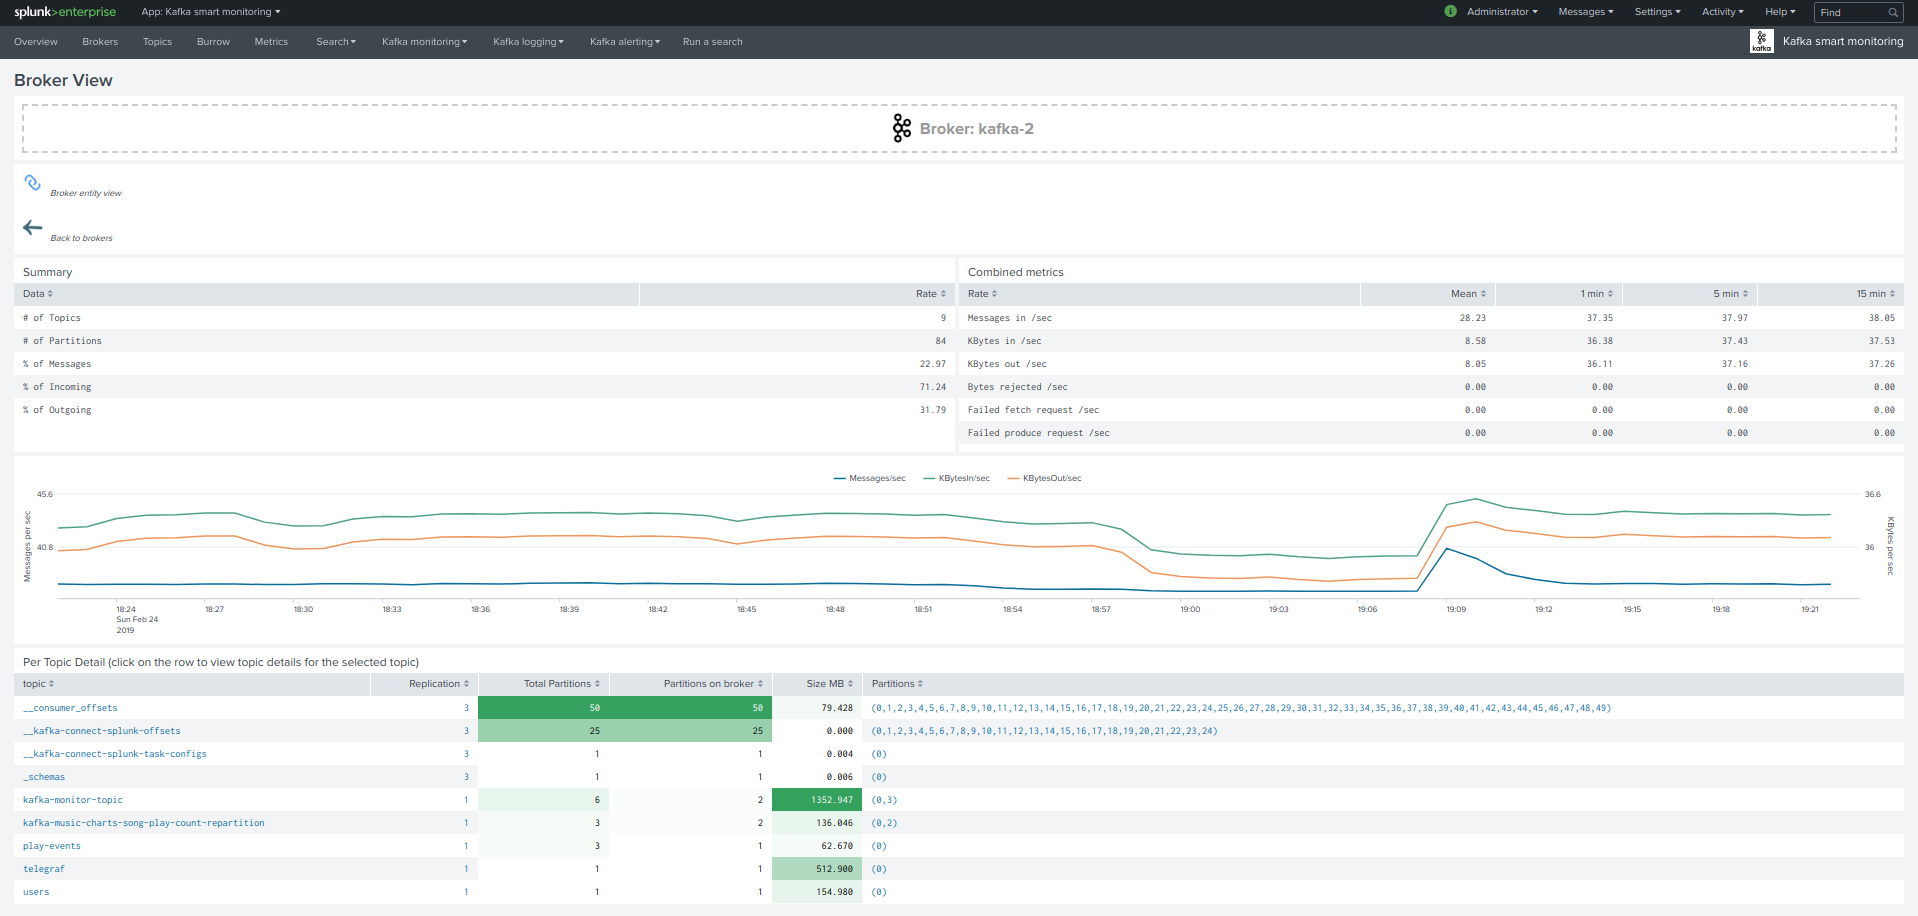 splunk>enterprise App: Kafka smart monitoring i Administrator Messages Settings Activity Help Find
Overview Brokers Topics Burrow Metrics Search Kafka monitoring Kafka logging Kafka alerting Run a search kafka Kafka smart monitoring
Broker View
Broker: kafka-2
Broker entity view
Back to brokers
Summary
Data Rate
# of Topics 9
# of Partitions 84
% of Messages 22.97
% of Incoming 71.24
% of Outgoing 31.79
Combined metrics
Rate Mean 1 min 5 min 15 min
Messages in /sec 28.23 37.35 37.97 38.05
KBytes in /sec 8.58 36.38 37.43 37.53
KBytes out /sec 8.05 36.11 37.16 37.26
Bytes rejected /sec 0.00 0.00 0.00 0.00
Failed fetch request /sec 0.00 0.00 0.00 0.00
Failed produce request /sec 0.00 0.00 0.00 0.00
Messages/sec KBytesIn/sec KBytesOut/sec
45.6 36.6
40.8 36
Messages per sec
KBytes per sec
18:24 18:27 18:30 18:33 18:36 18:39 18:42 18:45 18:48 18:51 18:54 18:57 19:00 19:03 19:06 19:09 19:12 19:15 19:18 19:21
Sun Feb 24
2019
Per Topic Detail (click on the row to view topic details for the selected topic)
topic Replication Total Partitions Partitions on broker Size MB Partitions
__consumer_offsets 3 50 50 79.428 (0,1,2,3,4,5,6,7,8,9,10,11,12,13,14,15,16,17,18,19,20,21,22,23,24,25,26,27,28,29,30,31,32,33,34,35,36,37,38,39,40,41,42,43,44,45,46,47,48,49)
__kafka-connect-splunk-offsets 3 25 25 0.000 (0,1,2,3,4,5,6,7,8,9,10,11,12,13,14,15,16,17,18,19,20,21,22,23,24)
__kafka-connect-splunk-task-configs 3 1 1 0.004 (0)
_schemas 3 1 1 0.006 (0)
kafka-monitor-topic 1 6 2 1352.947 (0,3)
kafka-music-charts-song-play-count-repartition 1 3 2 136.046 (0,2)
play-events 1 3 1 62.670 (0)
telegraf 1 1 1 512.900 (0)
users 1 1 1 154.980 (0)